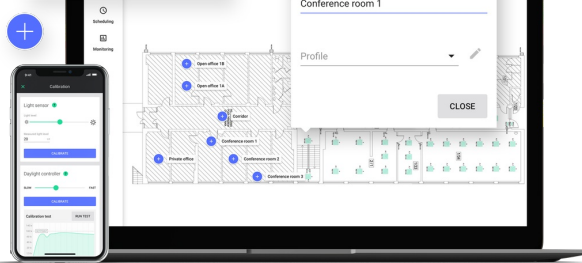 Scheduling
Monitoring
Conference room 1
Profile
CLOSE
Open office 1B
Open office 1A
Corridor
Conference room 1
Private office
Conference room 2
Conference room 3
Calibration
Light sensor
CALIBRATE
Daylight controller
SLOW
FAST
CALIBRATE
Calibration test
RUN TEST